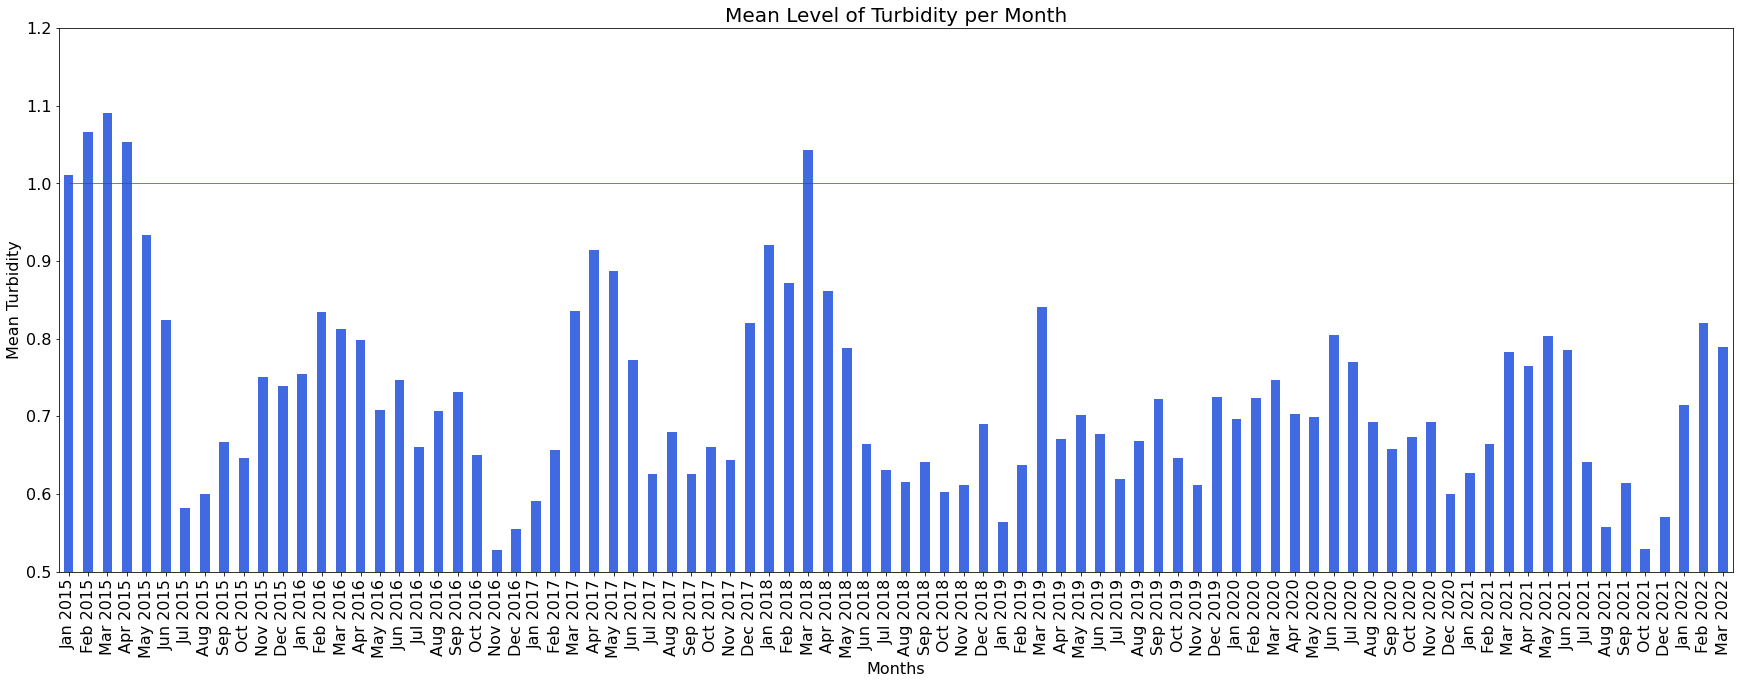 Mean Level of Turbidity per Month
1.2
1.1
1.0
0.9
0.8
0.7
0.6
0.5
Mean Turbidity
Jan 2015
Feb 2015
Mar 2015
Apr 2015
May 2015
Jun 2015
Jul 2015
Aug 2015
Sep 2015
Oct 2015
Nov 2015
Dec 2015
Jan 2016
Feb 2016
Mar 2016
Apr 2016
May 2016
Jun 2016
Jul 2016
Aug 2016
Sep 2016
Oct 2016
Nov 2016
Dec 2016
Jan 2017
Feb 2017
Mar 2017
Apr 2017
May 2017
Jun 2017
Jul 2017
Aug 2017
Sep 2017
Oct 2017
Nov 2017
Dec 2017
Jan 2018
Feb 2018
Mar 2018
Apr 2018
May 2018
Jun 2018
Jul 2018
Aug 2018
Sep 2018
Oct 2018
Nov 2018
Dec 2018
Jan 2019
Feb 2019
Mar 2019
Apr 2019
May 2019
Jun 2019
Jul 2019
Aug 2019
Sep 2019
Oct 2019
Nov 2019
Dec 2019
Jan 2020
Feb 2020
Mar 2020
Apr 2020
May 2020
Jun 2020
Jul 2020
Aug 2020
Sep 2020
Oct 2020
Nov 2020
Dec 2020
Jan 2021
Feb 2021
Mar 2021
Apr 2021
May 2021
Jun 2021
Jul 2021
Aug 2021
Sep 2021
Oct 2021
Dec 2021
Jan 2022
Feb 2022
Mar 2022
Months